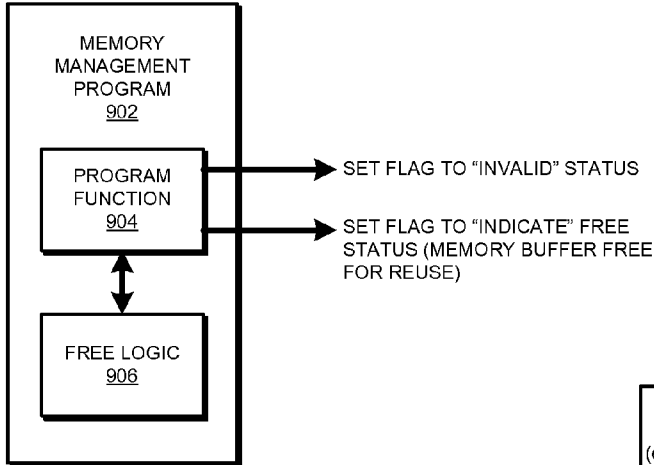 MEMORY
MANAGEMENT
PROGRAM
902
PROGRAM
FUNCTION
904
SET FLAG TO “INVALID” STATUS
SET FLAG TO “INDICATE” FREE
STATUS (MEMORY BUFFER FREE
FOR REUSE)
FREE LOGIC
906